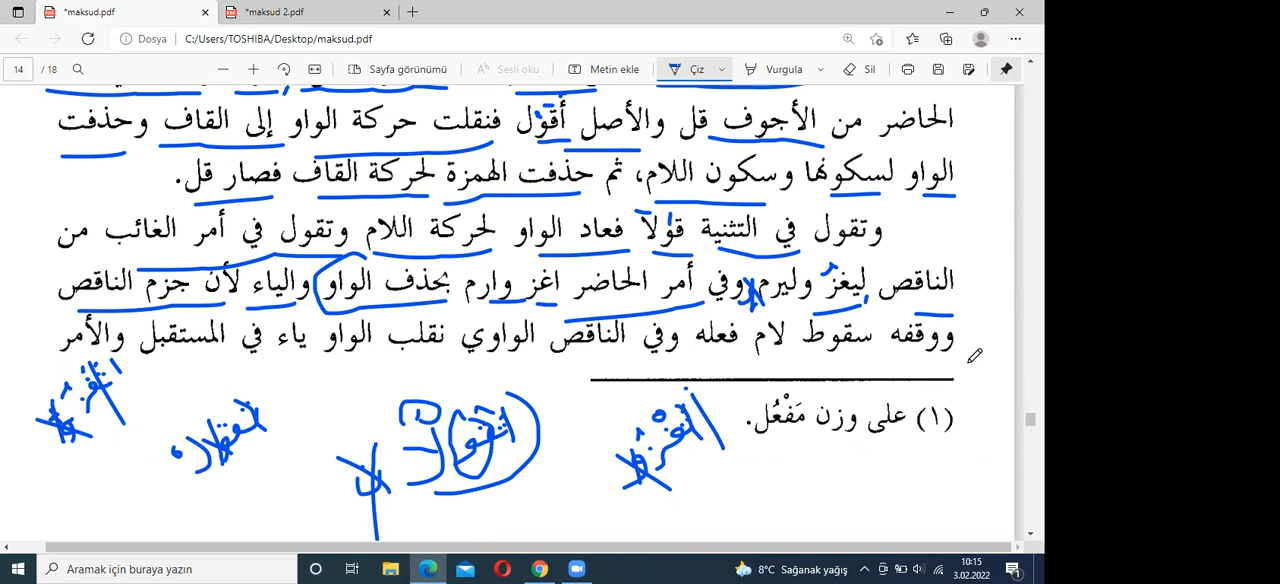 *maksud.pdf
*maksud 2.pdf
Dosya C:/Users/TOSHIBA/Desktop/maksud.pdf
14 / 18 Sayfa görünümü Sesli oku Metin ekle Çiz Vurgula Sil
الحاضر من الأجوف قل والأصل أقول فنقلت حركة الواو إلى القاف وحذفت
الواو لسكونها وسكون اللام، ثم حذفت الهمزة لحركة القاف فصار قل.
وتقول في التثنية قولا فعاد الواو لحركة اللام وتقول في أمر الغائب من
الناقص ليغز وليرم وفي أمر الحاضر اغز وارم بحذف الواو والياء لأن جزم الناقص
ووقفه سقوط لام فعله وفي الناقص الواوي نقلب الواو ياء في المستقبل والأمر
(١) على وزن مَفْعُل.
Aramak için buraya yazın
8°C Sağanak yağış
10:15
3.02.2022
1